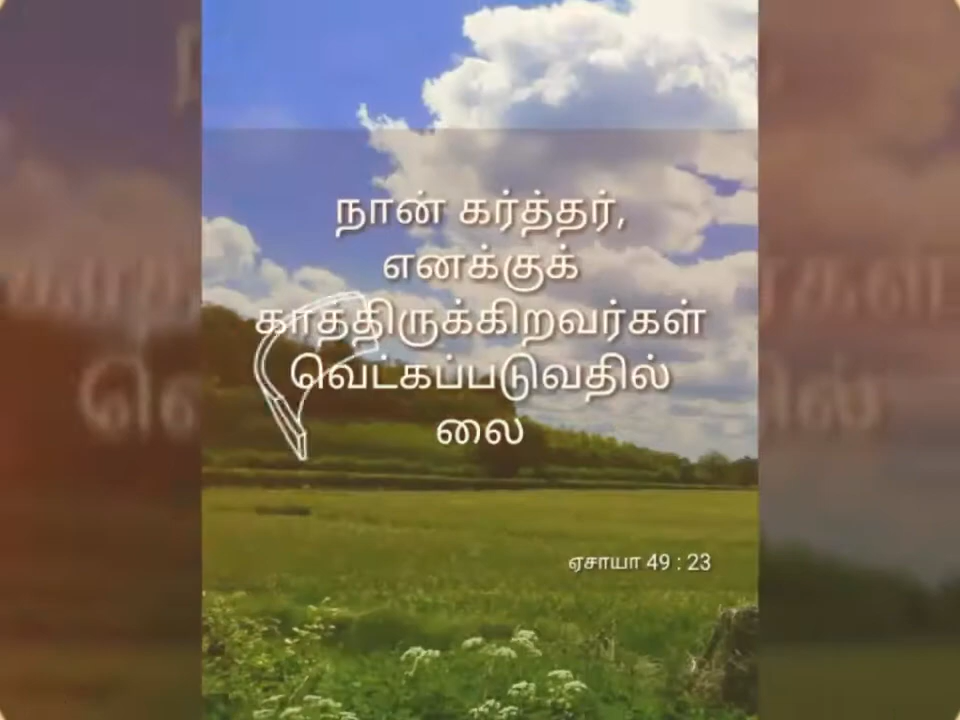 நான் கர்த்தர்,
எனக்குக்
காத்திருக்கிறவர்கள்
வெட்கப்படுவதில்
லை
ஏசாயா 49 : 23